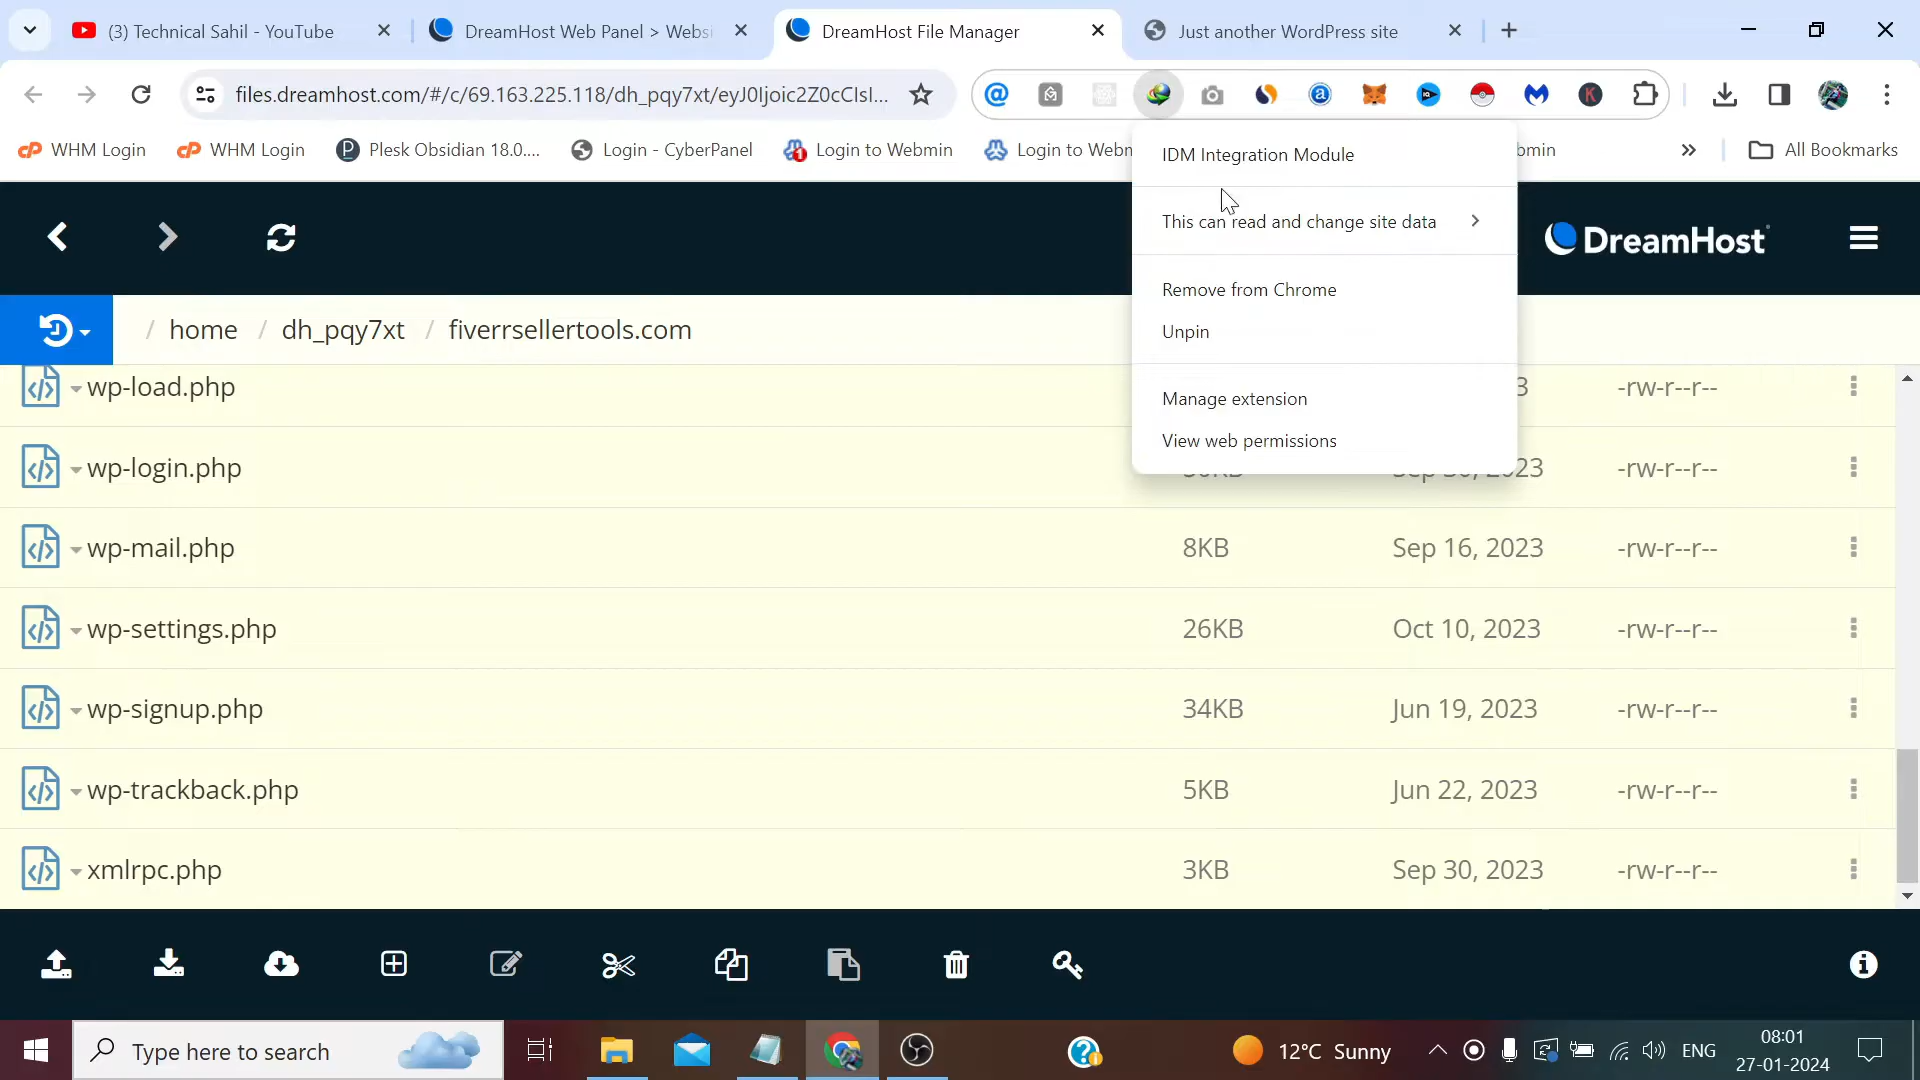 (3) Technical Sahil - YouTube
DreamHost Web Panel > Websi
DreamHost File Manager
Just another WordPress site
files.dreamhost.com/#/c/69.163.225.118/dh_pqy7xt/eyJ0Ijoic2Z0cCIsI...
WHM Login
WHM Login
Plesk Obsidian 18.0....
Login - CyberPanel
Login to Webmin
Login to Webm
bmin
All Bookmarks
IDM Integration Module
This can read and change site data
Remove from Chrome
Unpin
Manage extension
View web permissions
DreamHost
/ home / dh_pqy7xt / fiverrsellertools.com
wp-load.php 3 -rw-r--r--
wp-login.php 2023 -rw-r--r--
wp-mail.php 8KB Sep 16, 2023 -rw-r--r--
wp-settings.php 26KB Oct 10, 2023 -rw-r--r--
wp-signup.php 34KB Jun 19, 2023 -rw-r--r--
wp-trackback.php 5KB Jun 22, 2023 -rw-r--r--
xmlrpc.php 3KB Sep 30, 2023 -rw-r--r--
Type here to search
12°C Sunny
ENG
08:01
27-01-2024